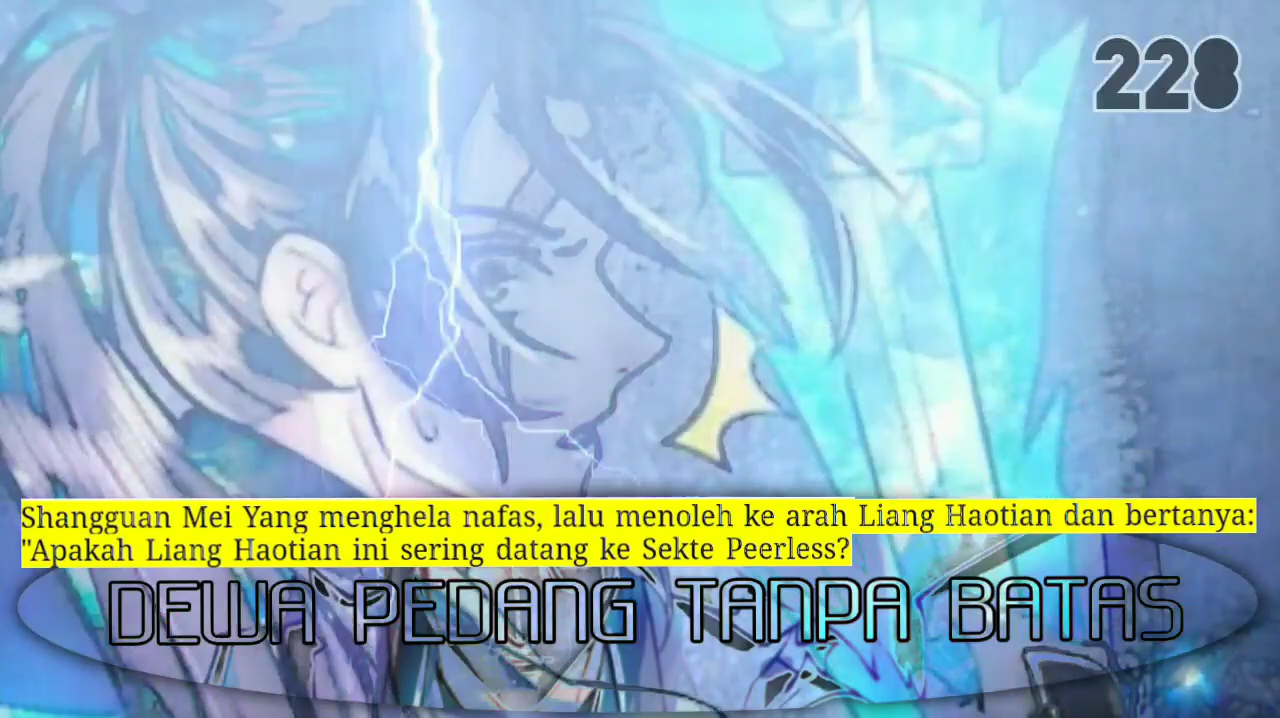 228
Shangguan Mei Yang menghela nafas, lalu menoleh ke arah Liang Haotian dan bertanya:
"Apakah Liang Haotian ini sering datang ke Sekte Peerless?
DEWA PEDANG TANPA BATAS